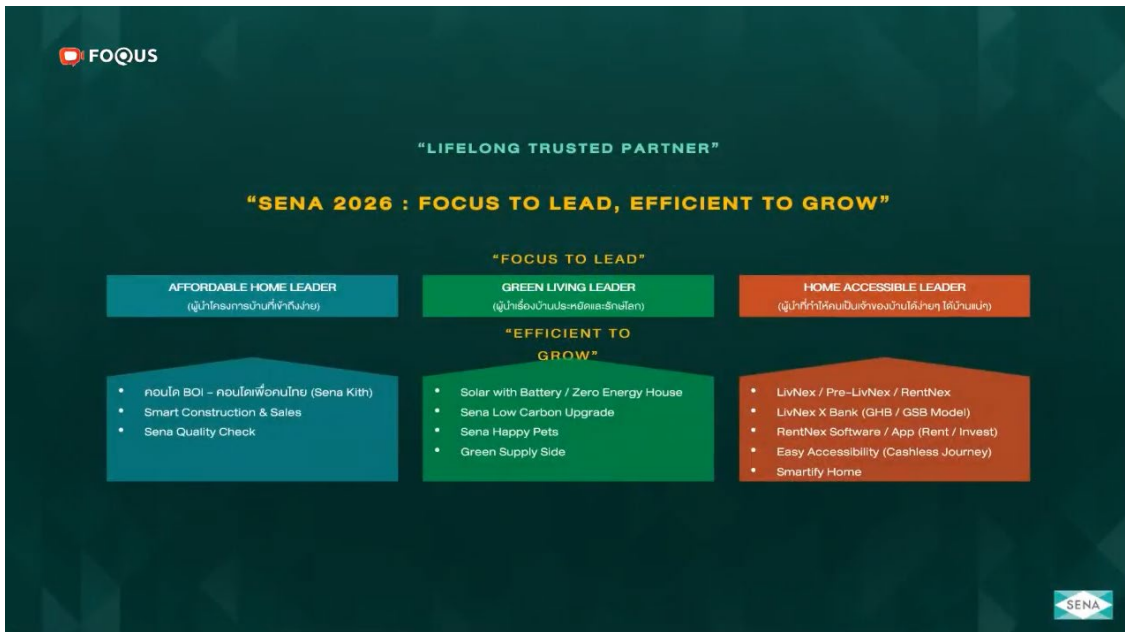 FOQUS
“LIFELONG TRUSTED PARTNER”
“SENA 2026 : FOCUS TO LEAD, EFFICIENT TO GROW”
“FOCUS TO LEAD”
AFFORDABLE HOME LEADER
(ผู้นำโครงการบ้านที่เข้าถึงง่าย)
GREEN LIVING LEADER
(ผู้นำเรื่องบ้านประหยัดและรักษ์โลก)
HOME ACCESSIBLE LEADER
(ผู้นำที่ทำให้คนเป็นเจ้าของบ้านได้ง่ายๆ ได้บ้านแน่ๆ)
“EFFICIENT TO
GROW”
• คอนโด BOI – คอนโดเพื่อคนไทย (Sena Kith)
• Smart Construction & Sales
• Sena Quality Check
• Solar with Battery / Zero Energy House
• Sena Low Carbon Upgrade
• Sena Happy Pets
• Green Supply Side
• LivNex / Pre-LivNex / RentNex
• LivNex X Bank (GHB / GSB Model)
• RentNex Software / App (Rent / Invest)
• Easy Accessibility (Cashless Journey)
• Smartify Home
SENA